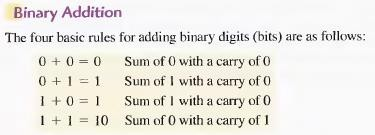 Binary Addition
The four basic rules for adding binary digits (bits) are as follows:
0 + 0 = 0 Sum of 0 with a carry of 0
0 + 1 = 1 Sum of 1 with a carry of 0
1 + 0 = 1 Sum of 1 with a carry of 0
1 + 1 = 10 Sum of 0 with a carry of 1